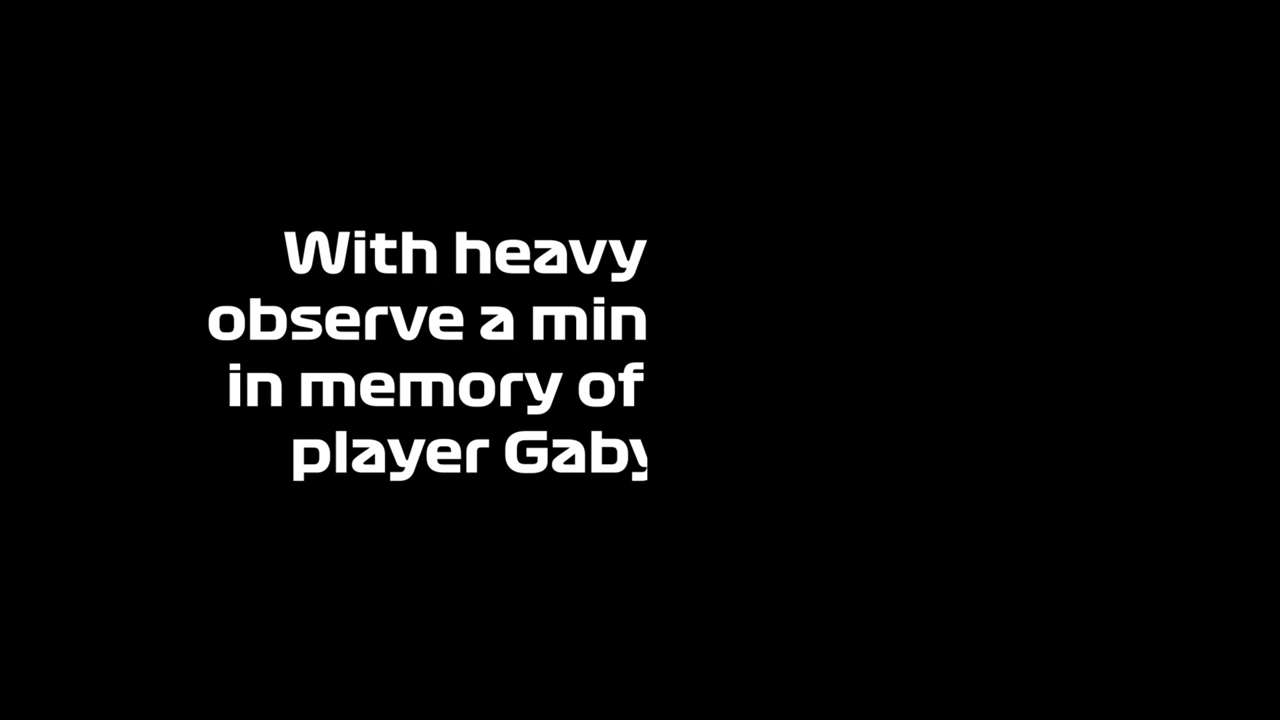 With heavy
observe a min
in memory of
player Gaby